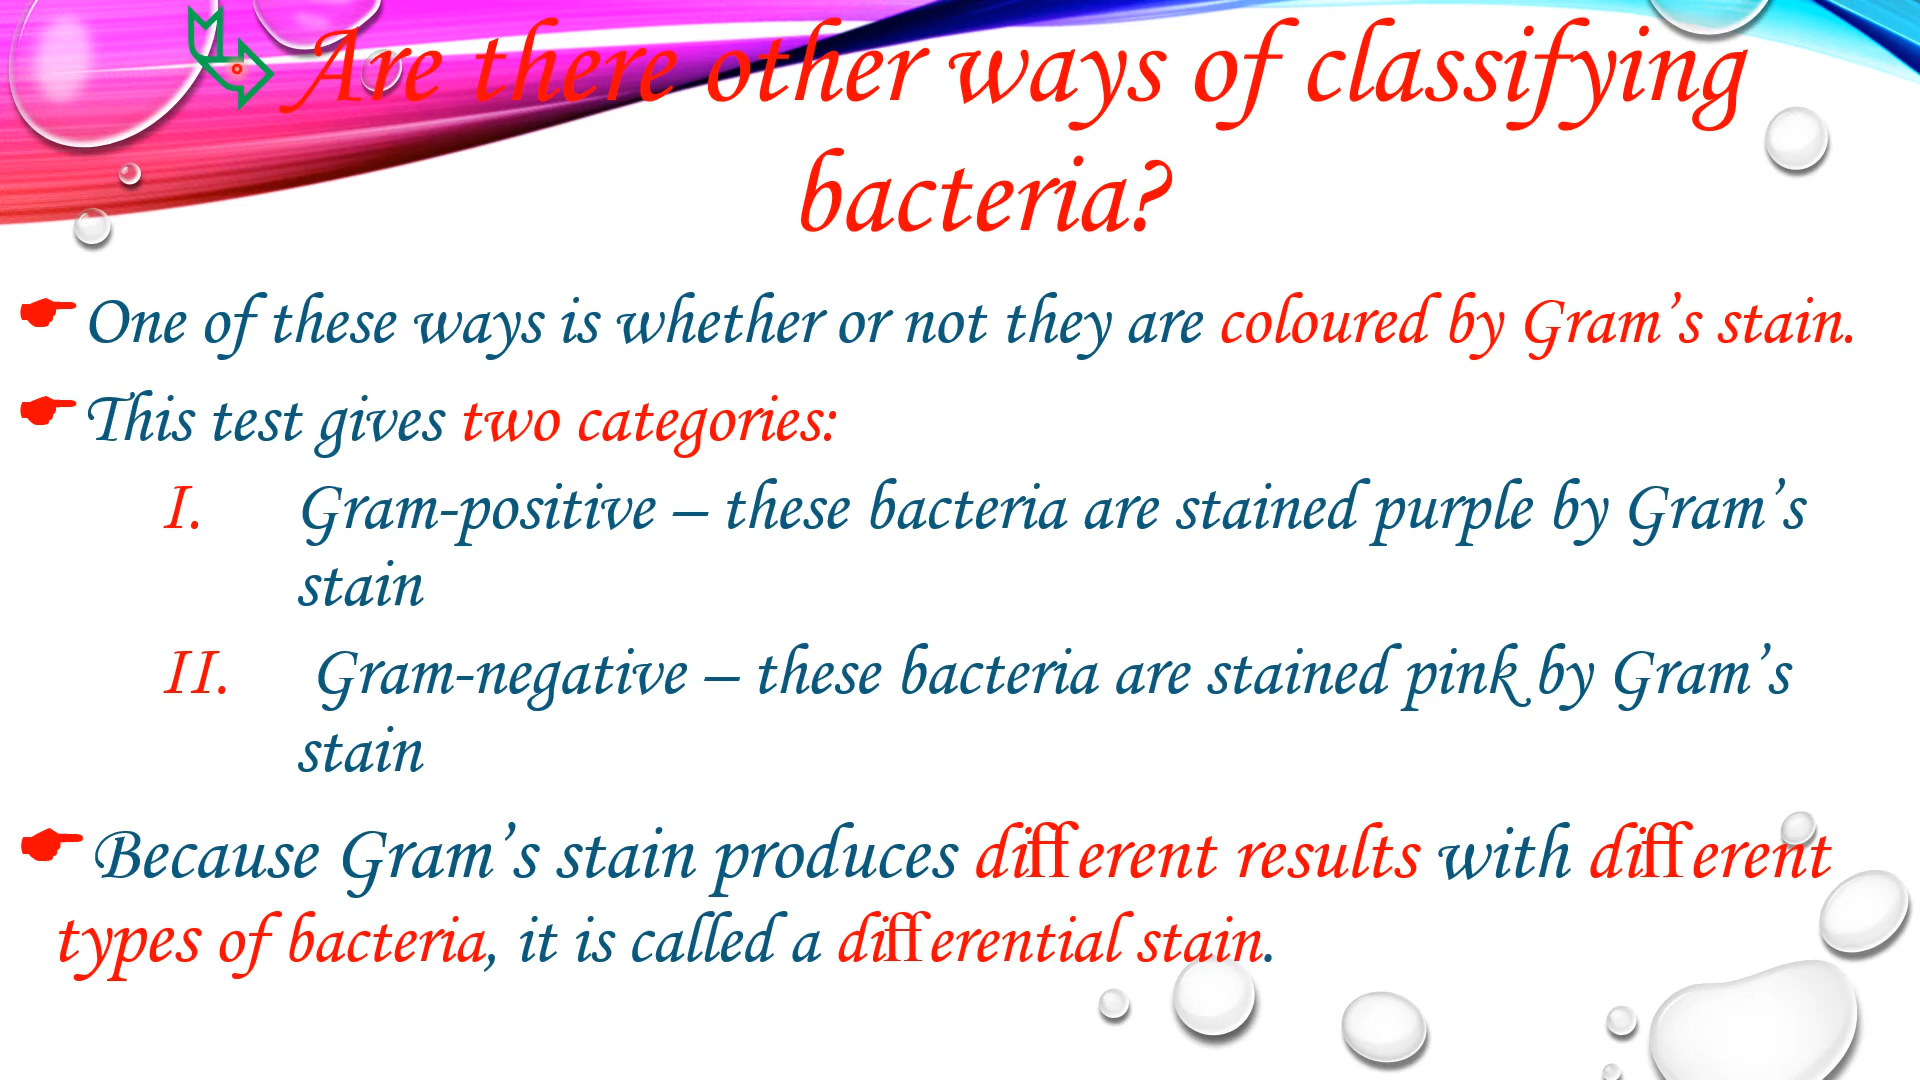 Are there other ways of classifying
bacteria?
One of these ways is whether or not they are coloured by Gram’s stain.
This test gives two categories:
I. Gram-positive – these bacteria are stained purple by Gram’s
stain
II. Gram-negative – these bacteria are stained pink by Gram’s
stain
Because Gram’s stain produces different results with different
types of bacteria, it is called a differential stain.